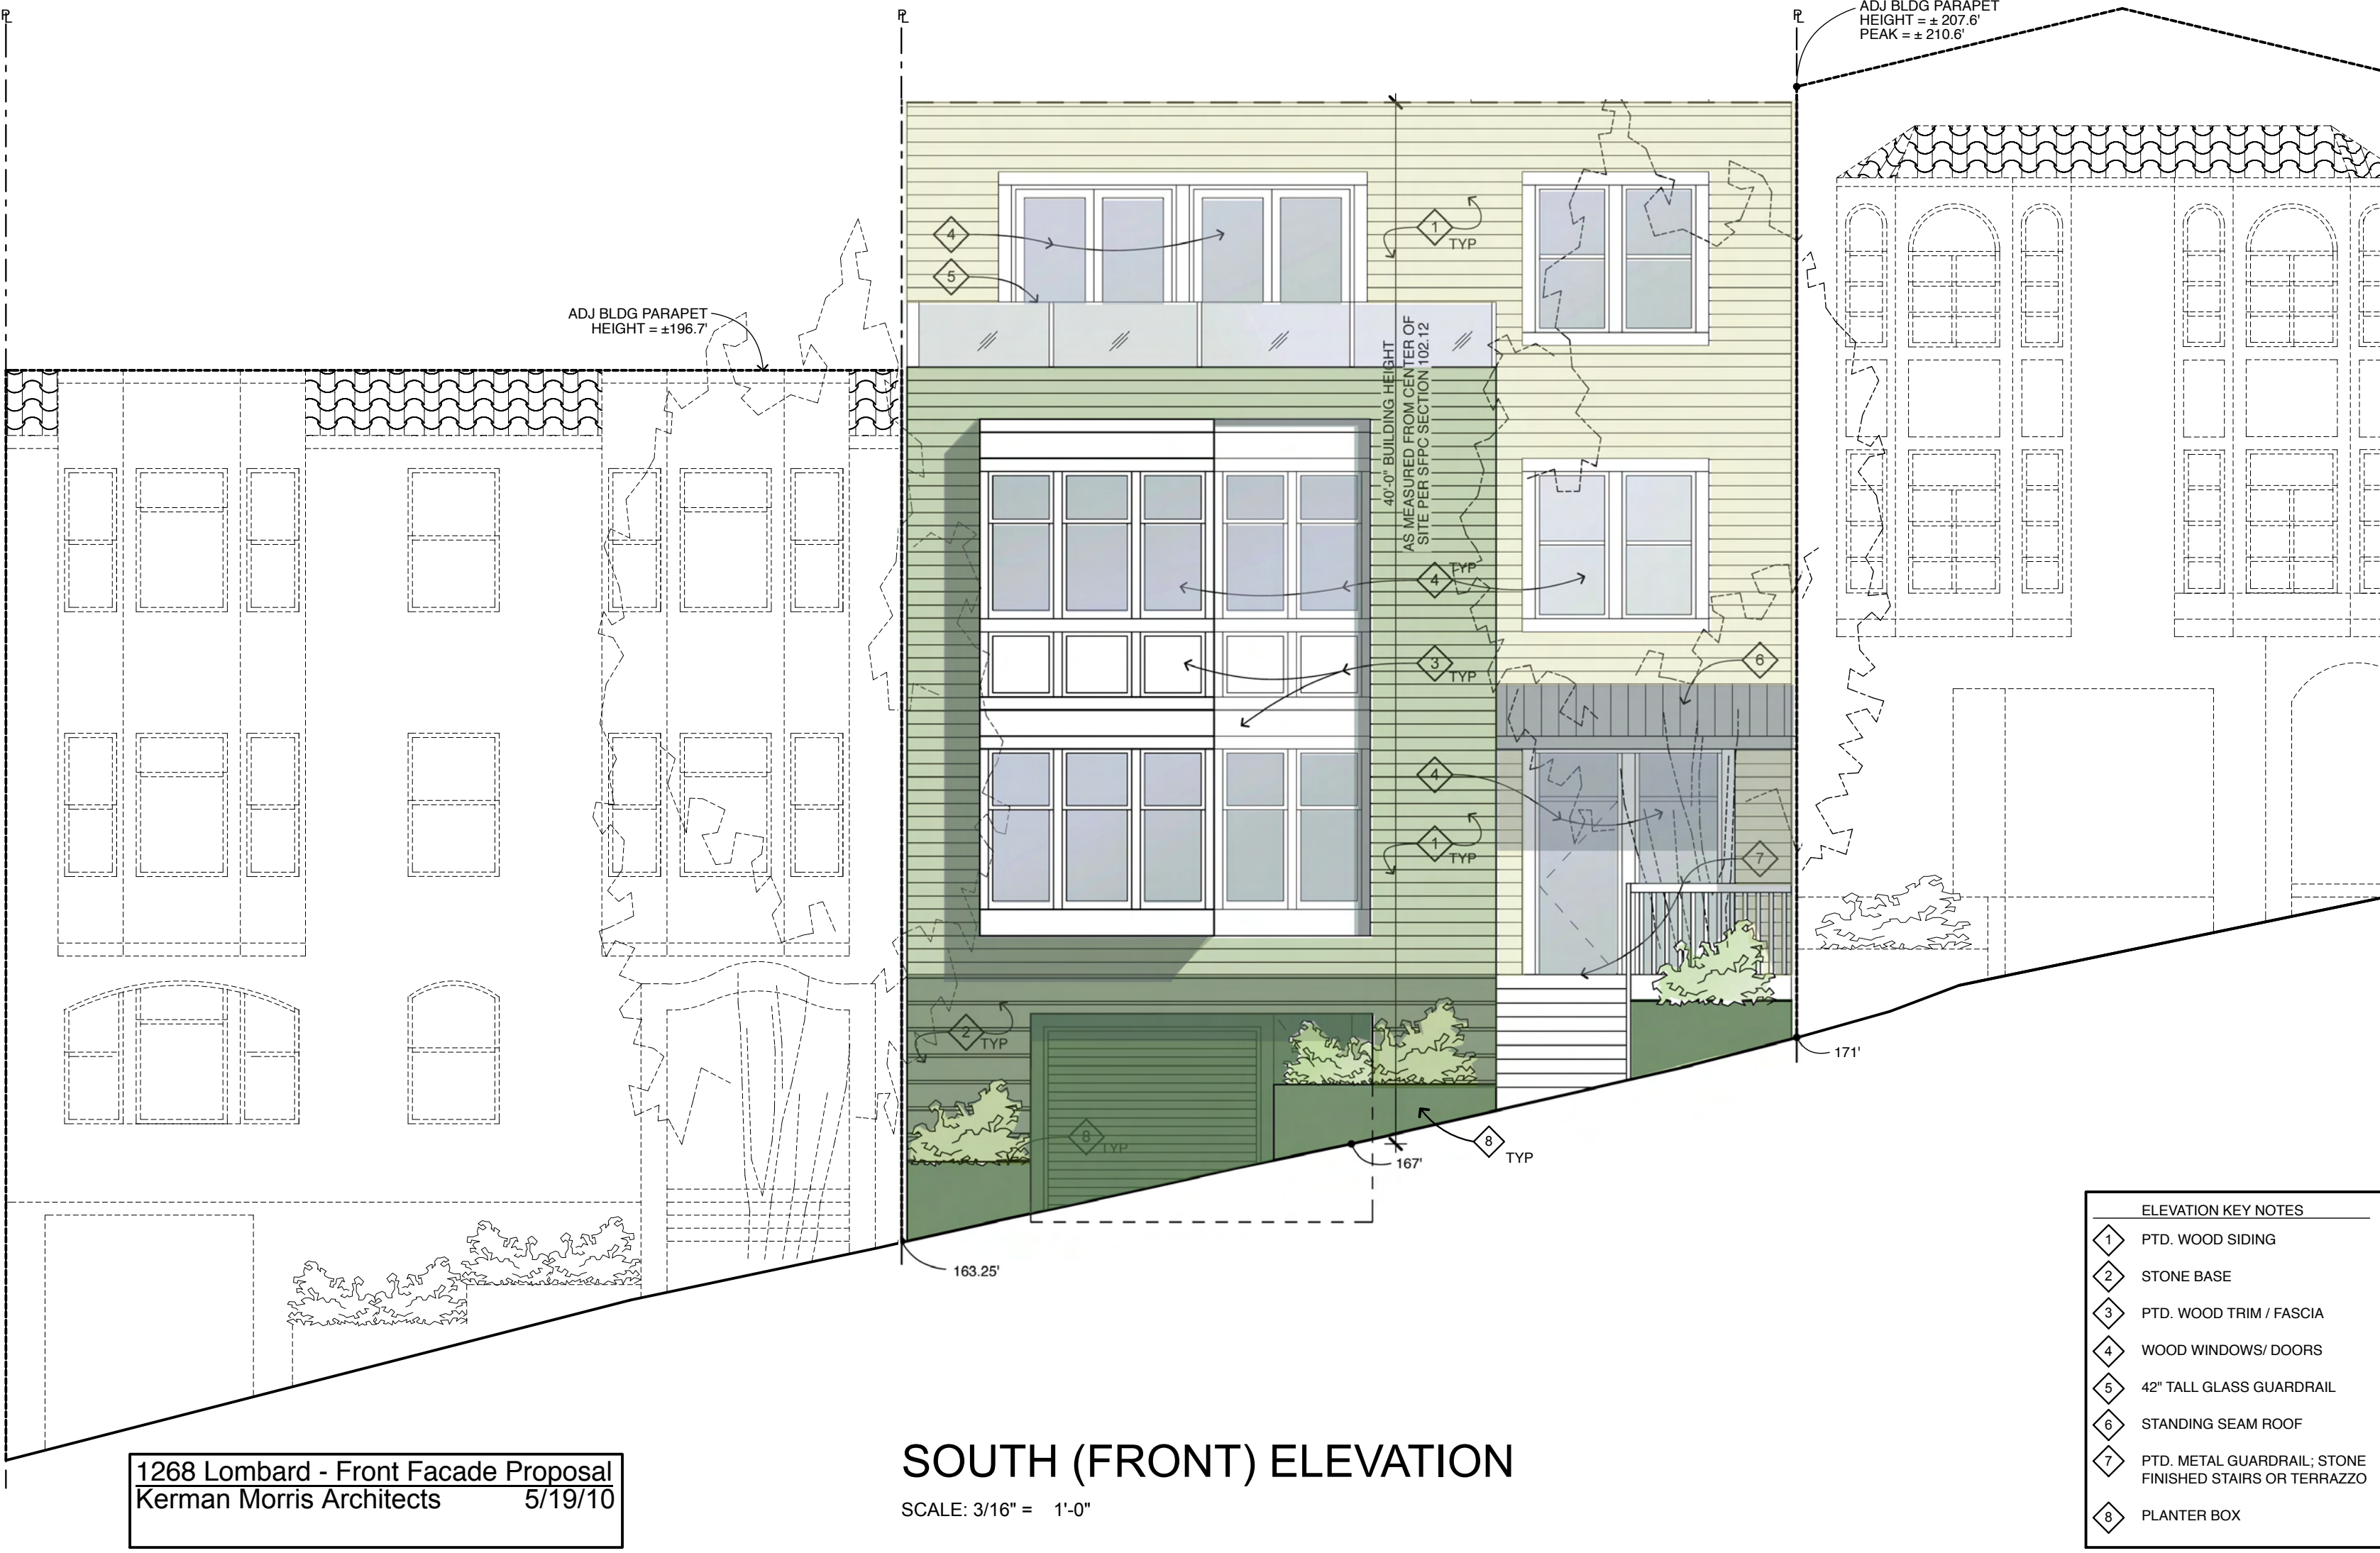 ADJ BLDG PARAPET
HEIGHT = ± 207.6'
PEAK = ± 210.6'
ADJ BLDG PARAPET
HEIGHT = ±196.7'
4
5
1
TYP
40'-0" BUILDING HEIGHT
AS MEASURED FROM CENTER OF
SITE PER SFPC SECTION 102.12
4
TYP
3
TYP
6
4
1
TYP
7
2
TYP
8
TYP
8
TYP
171'
167'
163.25'
ELEVATION KEY NOTES
1 PTD. WOOD SIDING
2 STONE BASE
3 PTD. WOOD TRIM / FASCIA
4 WOOD WINDOWS/ DOORS
5 42" TALL GLASS GUARDRAIL
6 STANDING SEAM ROOF
7 PTD. METAL GUARDRAIL; STONE
FINISHED STAIRS OR TERRAZZO
8 PLANTER BOX
SOUTH (FRONT) ELEVATION
SCALE: 3/16" = 1'-0"
1268 Lombard - Front Facade Proposal
Kerman Morris Architects 5/19/10